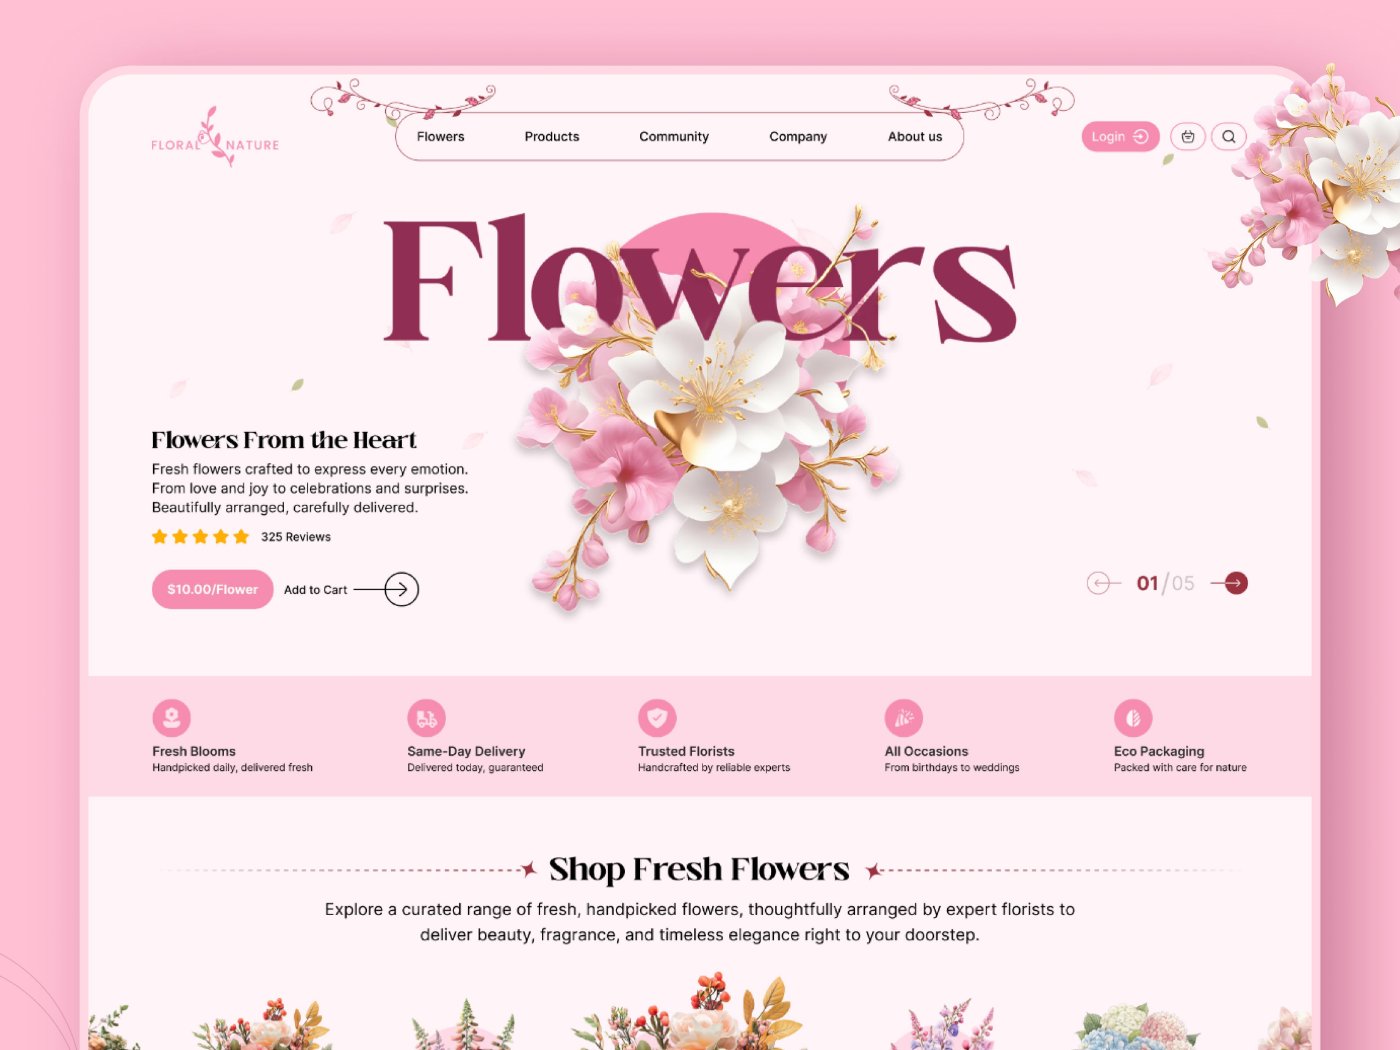 FLORAL NATURE
Flowers
Products
Community
Company
About us
Login
Flowers
Flowers From the Heart
Fresh flowers crafted to express every emotion.
From love and joy to celebrations and surprises.
Beautifully arranged, carefully delivered.
325 Reviews
$10.00/Flower
Add to Cart
01/05
Fresh Blooms
Handpicked daily, delivered fresh
Same-Day Delivery
Delivered today, guaranteed
Trusted Florists
Handcrafted by reliable experts
All Occasions
From birthdays to weddings
Eco Packaging
Packed with care for nature
Shop Fresh Flowers
Explore a curated range of fresh, handpicked flowers, thoughtfully arranged by expert florists to
deliver beauty, fragrance, and timeless elegance right to your doorstep.